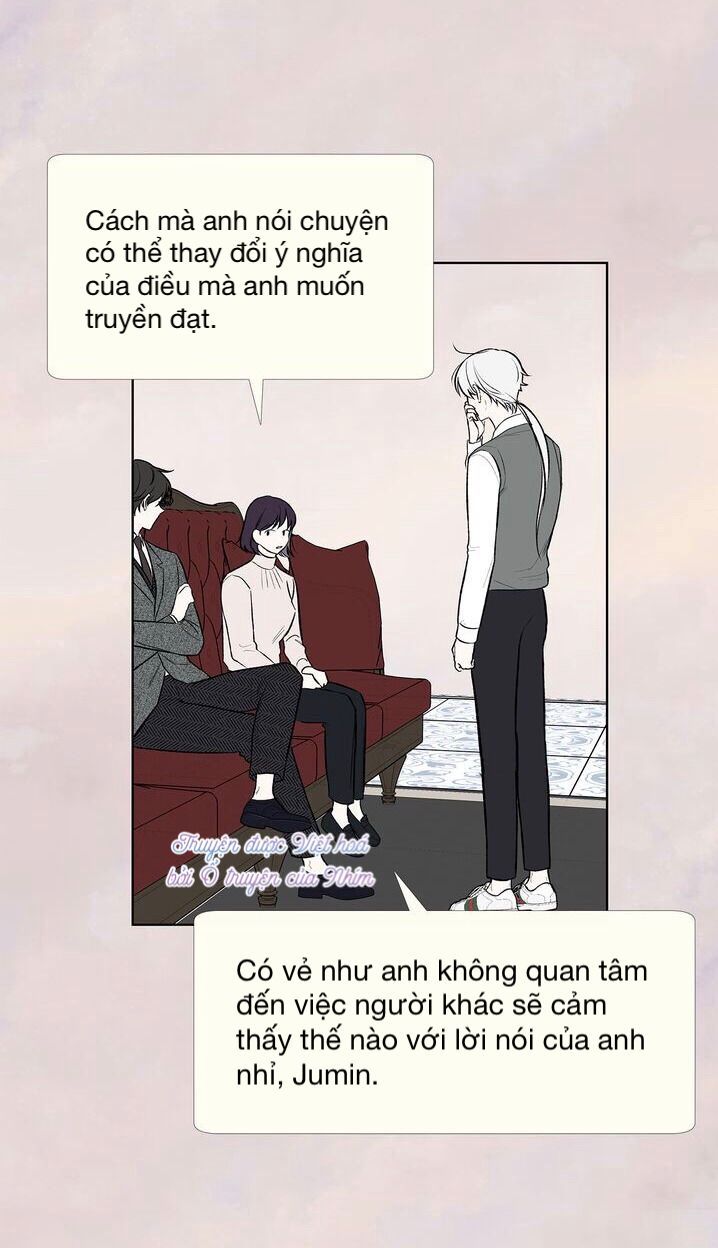 Cách mà anh nói chuyện
có thể thay đổi ý nghĩa
của điều mà anh muốn
truyền đạt.
Truyện được Việt hoá
bởi Ổ truyện của Nhím
Có vẻ như anh không quan tâm
đến việc người khác sẽ cảm
thấy thế nào với lời nói của anh
nhỉ, Jumin.